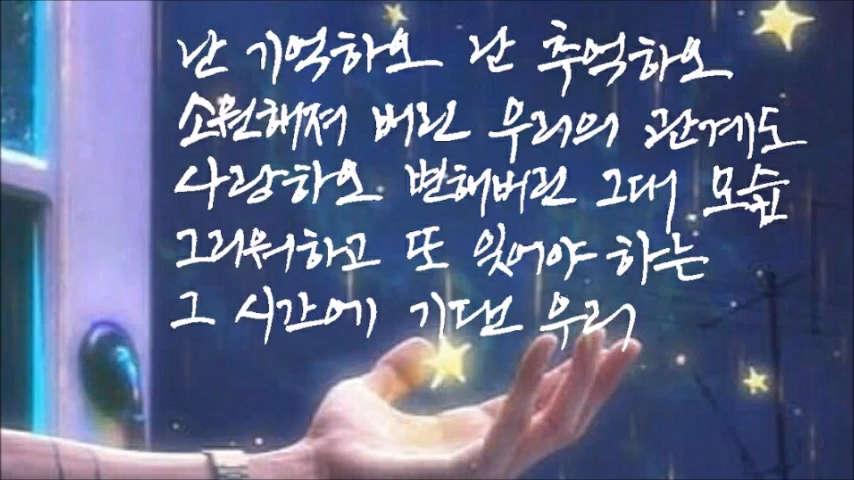 난 기억하오 난 추억하오
소원해져 버린 우리의 관계도
사랑하오 변해버린 그대 모습
그리워하고 또 잊어야 하는
그 시간에 기댄 우리